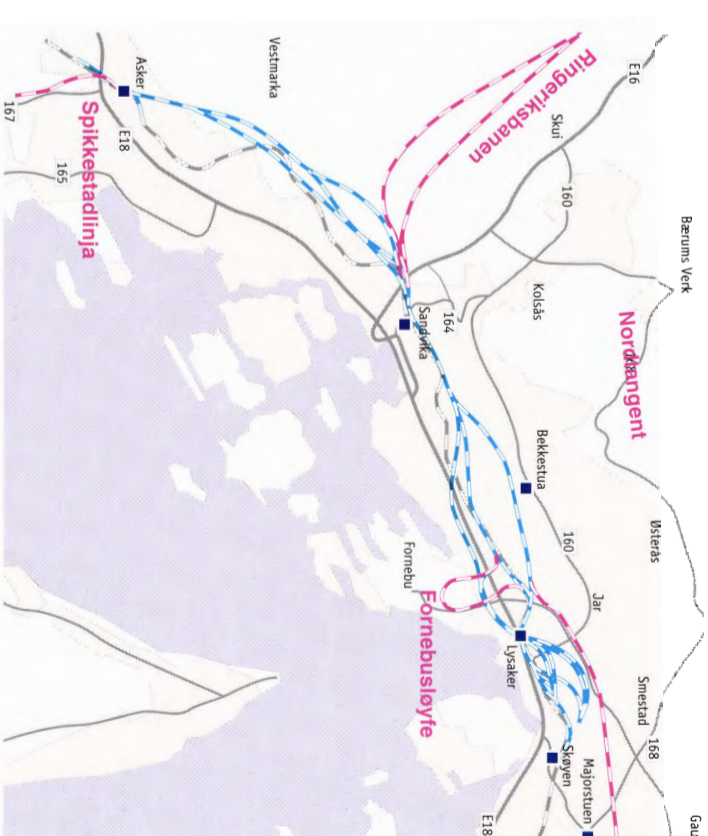 E16
Vestmarka
Asker
Ringeriksbanen
Skui
160
167
Spikkestadlinja
E18
165
Bærums Verk
Kolsås
Nordtangent
164
Sandvika
Bekkestua
Østerås
160
Fornebu
Jar
Fornebusløyfe
Lysaker
Smestad
168
Skøyen
Majorstuen
E18
Gau